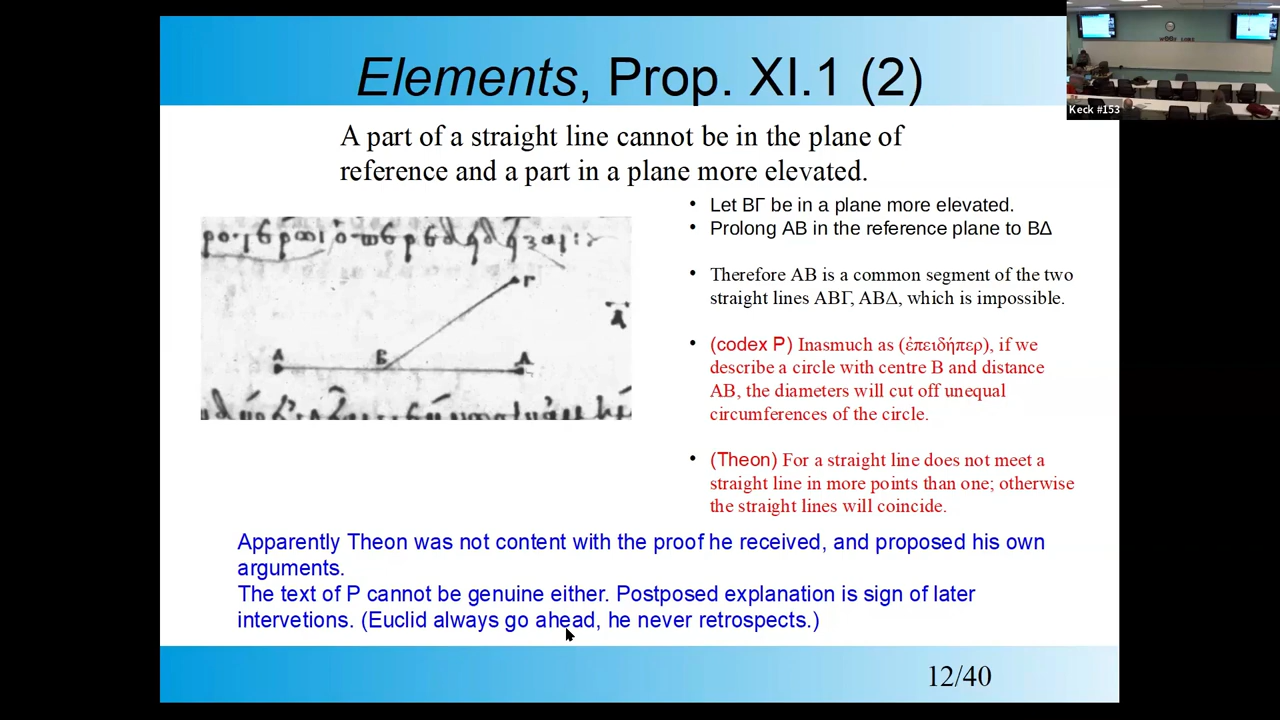 Elements, Prop. XI.1 (2)
A part of a straight line cannot be in the plane of
reference and a part in a plane more elevated.
Α
Β
Γ
Δ
• Let ΒΓ be in a plane more elevated.
• Prolong AB in the reference plane to ΒΔ
• Therefore AB is a common segment of the two
straight lines ΑΒΓ, ΑΒΔ, which is impossible.
• (codex P) Inasmuch as (ἐπειδήπερ), if we
describe a circle with centre B and distance
AB, the diameters will cut off unequal
circumferences of the circle.
• (Theon) For a straight line does not meet a
straight line in more points than one; otherwise
the straight lines will coincide.
Apparently Theon was not content with the proof he received, and proposed his own
arguments.
The text of P cannot be genuine either. Postposed explanation is sign of later
intervetions. (Euclid always go ahead, he never retrospects.)
12/40
Keck #153